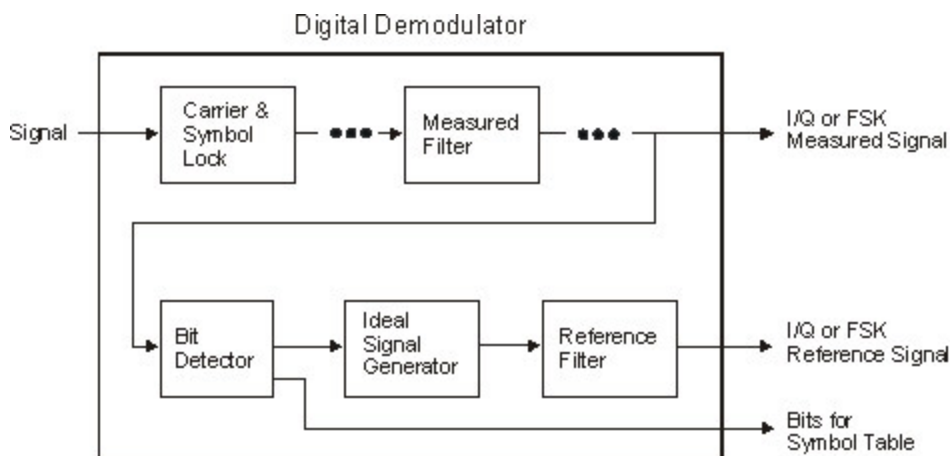 Digital Demodulator
Signal
Carrier &
Symbol
Lock
Measured
Filter
I/Q or FSK
Measured Signal
Bit
Detector
Ideal
Signal
Generator
Reference
Filter
I/Q or FSK
Reference Signal
Bits for
Symbol Table